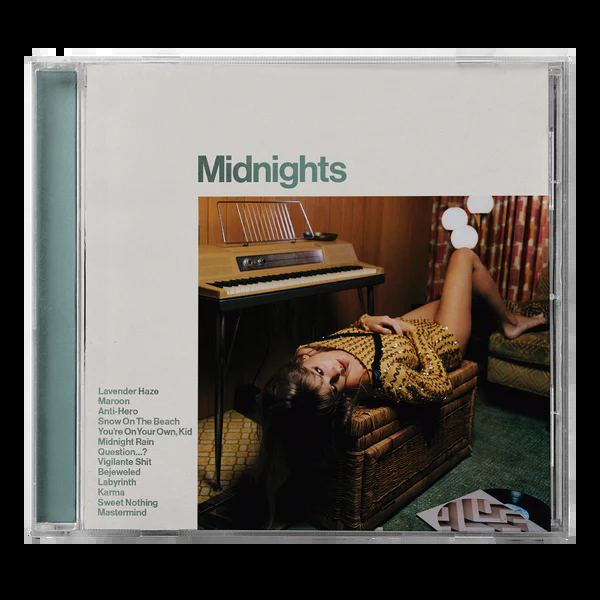 Midnights
Lavender Haze
Maroon
Anti-Hero
Snow On The Beach
You're On Your Own, Kid
Midnight Rain
Question...?
Vigilante Shit
Bejeweled
Labyrinth
Karma
Sweet Nothing
Mastermind